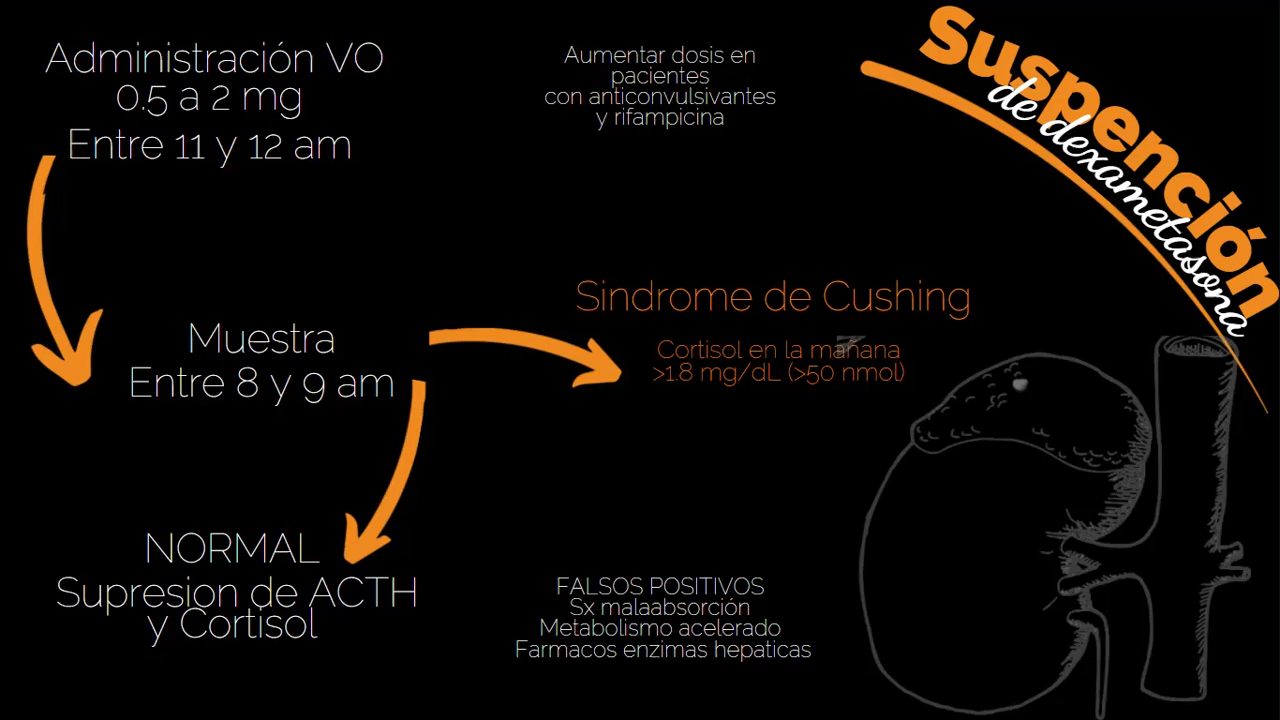 Administración VO
0.5 a 2 mg
Entre 11 y 12 am
Aumentar dosis en
pacientes
con anticonvulsivantes
y rifampicina
Suspención
de dexametasona
Muestra
Entre 8 y 9 am
Sindrome de Cushing
Cortisol en la mañana
>1.8 mg/dL (>50 nmol)
NORMAL
Supresion de ACTH
y Cortisol
FALSOS POSITIVOS
Sx malaabsorción
Metabolismo acelerado
Farmacos enzimas hepaticas